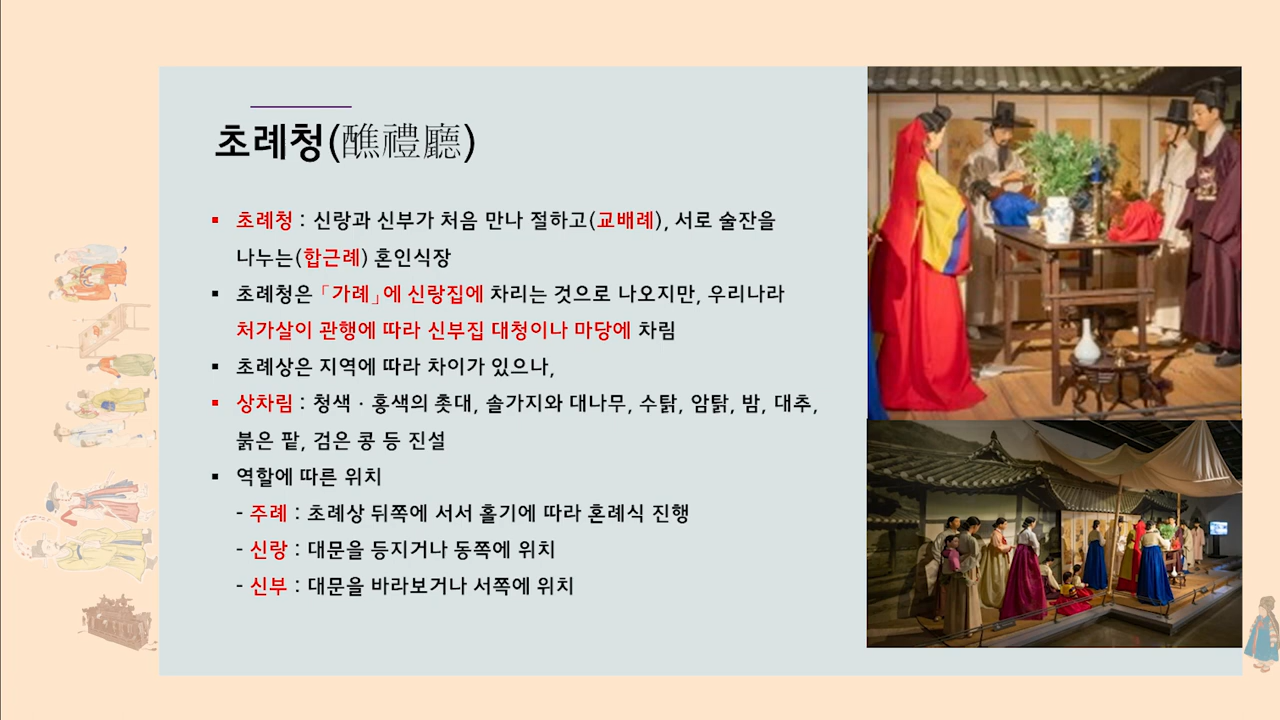 초례청(醮禮廳)
▪ 초례청 : 신랑과 신부가 처음 만나 절하고(교배례), 서로 술잔을
나누는(합근례) 혼인식장
▪ 초례청은 「가례」에 신랑집에 차리는 것으로 나오지만, 우리나라
처가살이 관행에 따라 신부집 대청이나 마당에 차림
▪ 초례상은 지역에 따라 차이가 있으나,
▪ 상차림 : 청색 · 홍색의 촛대, 솔가지와 대나무, 수탉, 암탉, 밤, 대추,
붉은 팥, 검은 콩 등 진설
▪ 역할에 따른 위치
- 주례 : 초례상 뒤쪽에 서서 홀기에 따라 혼례식 진행
- 신랑 : 대문을 등지거나 동쪽에 위치
- 신부 : 대문을 바라보거나 서쪽에 위치